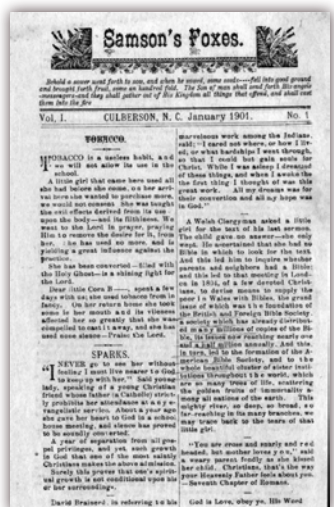 Samson's Foxes.
Behold a sower went forth to sow, and when he sowed, some seeds----fell into good ground
and brought forth fruit, some an hundred fold. The Son of man shall send forth His angels
-messengers-and they shall gather out of His Kingdom all things that offend, and shall cast
them into the fire
Vol. I. CULBERSON, N. C. January 1901. No. 1
TOBACCO.
TOBACCO is a useless habit, and
we will not allow its use in the
school.
A little girl that came here used all
she had before she come, on her arri-
val here she wanted to purchase more,
we would not consent. She was taught
the evil effects derived from its use
upon the body—and its filthiness. We
went to the Lord in prayer, praying
Him to remove the desire for it, from
her. she has used no more, and is
yielding a great influence against the
practice.
She has been converted—filled with
the Holy Ghost—is a shining light for
the Lord.
Dear little Cora B——, spent a few
days with us; she used tobacco from in
fancy. On her return home she took
some in her mouth and its vileness
affected her so greatly that she was
compelled to cast it away, and she has
used none since—Praise the Lord.
SPARKS.
"I NEVER go to see her without
feeling I must live nearer to God
to keep up with her," said young
lady, speaking of a young Christian
friend whose father is Catholic strict-
ly prohibits her attendance at any e-
vangelistic service. About a year ago
she gave her heart to God in a school
house meeting, and since has proved
to be soundly converted.
A year of separation from all gos-
pel privileges, and yet, such growth
in God that one of the most saintly
Christians makes the above admission.
Surely this proves that one's spirit-
ual growth is not conditioned upon his
or her surroundings.
David Braiserd, in referring to his
marvelous work among the Indians,
said; "I cared not where, or how I liv-
ed, or what hardships I went through,
so that I could but gain souls for
Christ. While I was asleep I dreamed
of these things, and when I awoke the
the first thing I thought of was this
great work. All my dreams was for
their convertion and all my hope was
in God."
A Welsh Clergyman asked a little
girl for the text of his last sermon.
The child gave no answer—she only
wept. He ascertained that she had no
Bible in which to look for the text.
And this led him to inquire whether
parents and neighbors had a Bible;
and this led to that meeting in Lond-
on in 1804, of a few devoted Christ-
ians, to devise means to supply the
poor in Wales with Bibles, the grand
issue of which was the foundation of
the British and Foreign Bible Society.
a society which has already distribut-
ed many millions of copies of the Bi-
ble, its issues now reaching nearly one
and a half million annually. And this,
in turn, led to the formation of the A-
merican Bible Society, and to the
whole beautiful cluster of sister insti-
tutions throughout the world, which
are so many trees of life, scattering
the golden fruits of immortality a-
mong all nations of the earth. This
mighty river, so deep, so broad, so
far-reaching in its many branches, we
may trace back to the tears of that
little girl.
"You are cross and snarly and red
headed, but mother loves you," said
a weary parent fondly as she kissed
her child. Christians, that's the way
your Heavenly Father feels about you.
—Seventh Chapter of Romans.
God is Love, obey ye, His Word